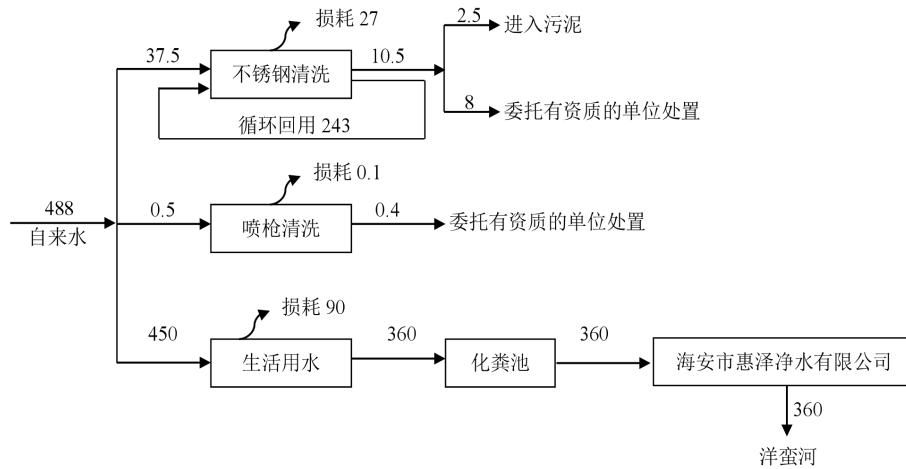 损耗 27
2.5
进入污泥
37.5
不锈钢清洗
10.5
8
委托有资质的单位处置
循环回用 243
损耗 0.1
488
自来水
0.5
喷枪清洗
0.4
委托有资质的单位处置
损耗 90
450
生活用水
360
化粪池
360
海安市惠泽净水有限公司
360
洋蛮河